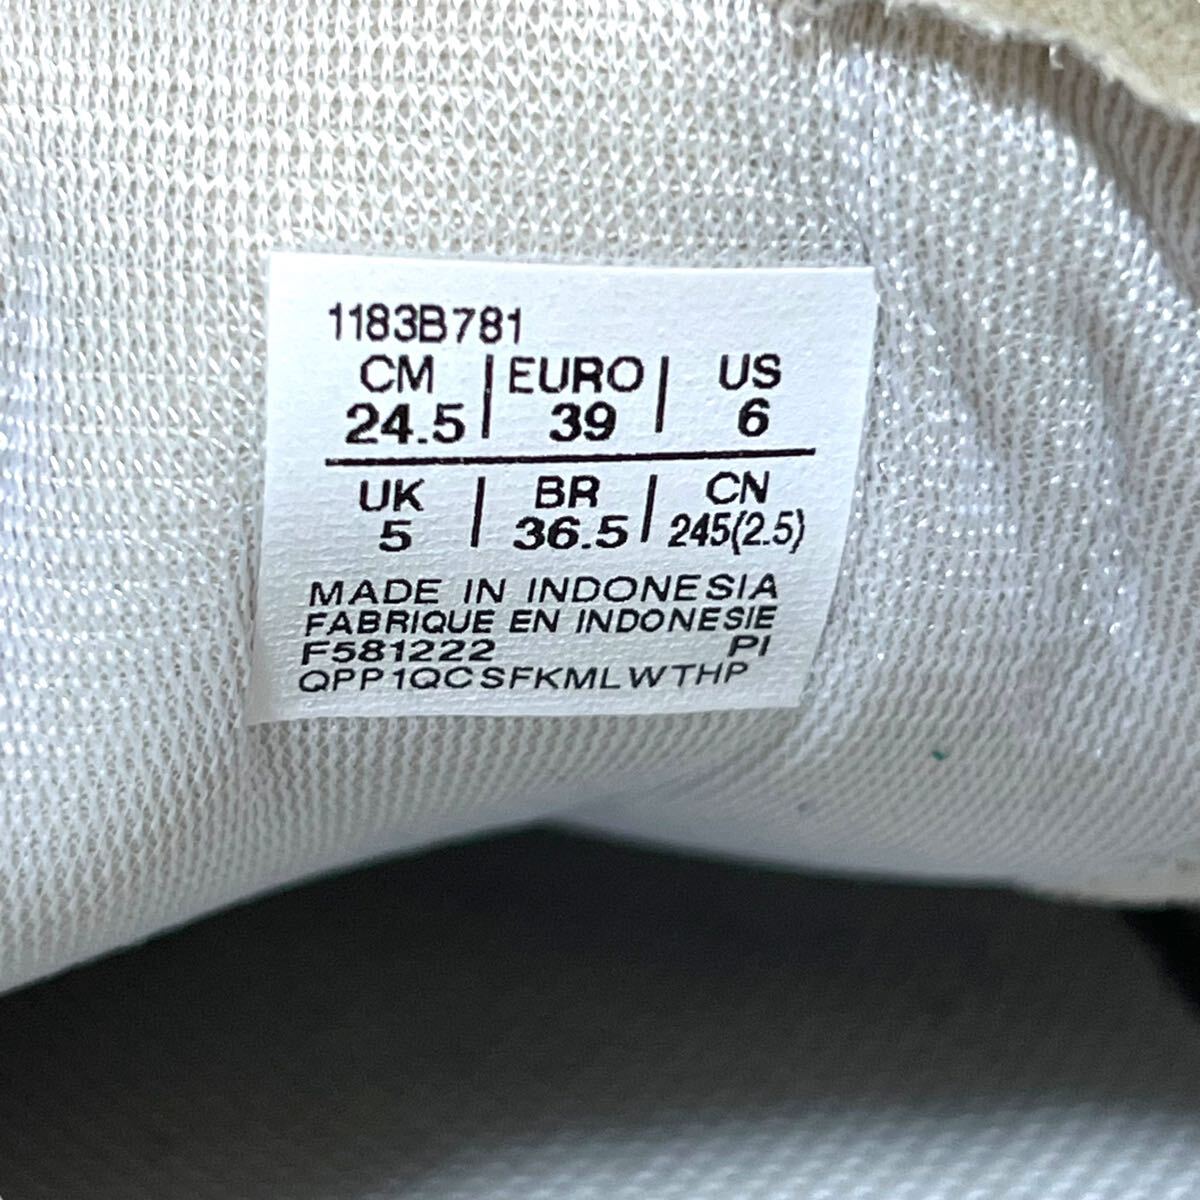 1183B781
CM | EURO | US
24.5 | 39 | 6
UK | BR | CN
5 | 36.5 | 245(2.5)
MADE IN INDONESIA
FABRIQUE EN INDONESIE
F581222 PI
QPP1QCSFKMLWTHP